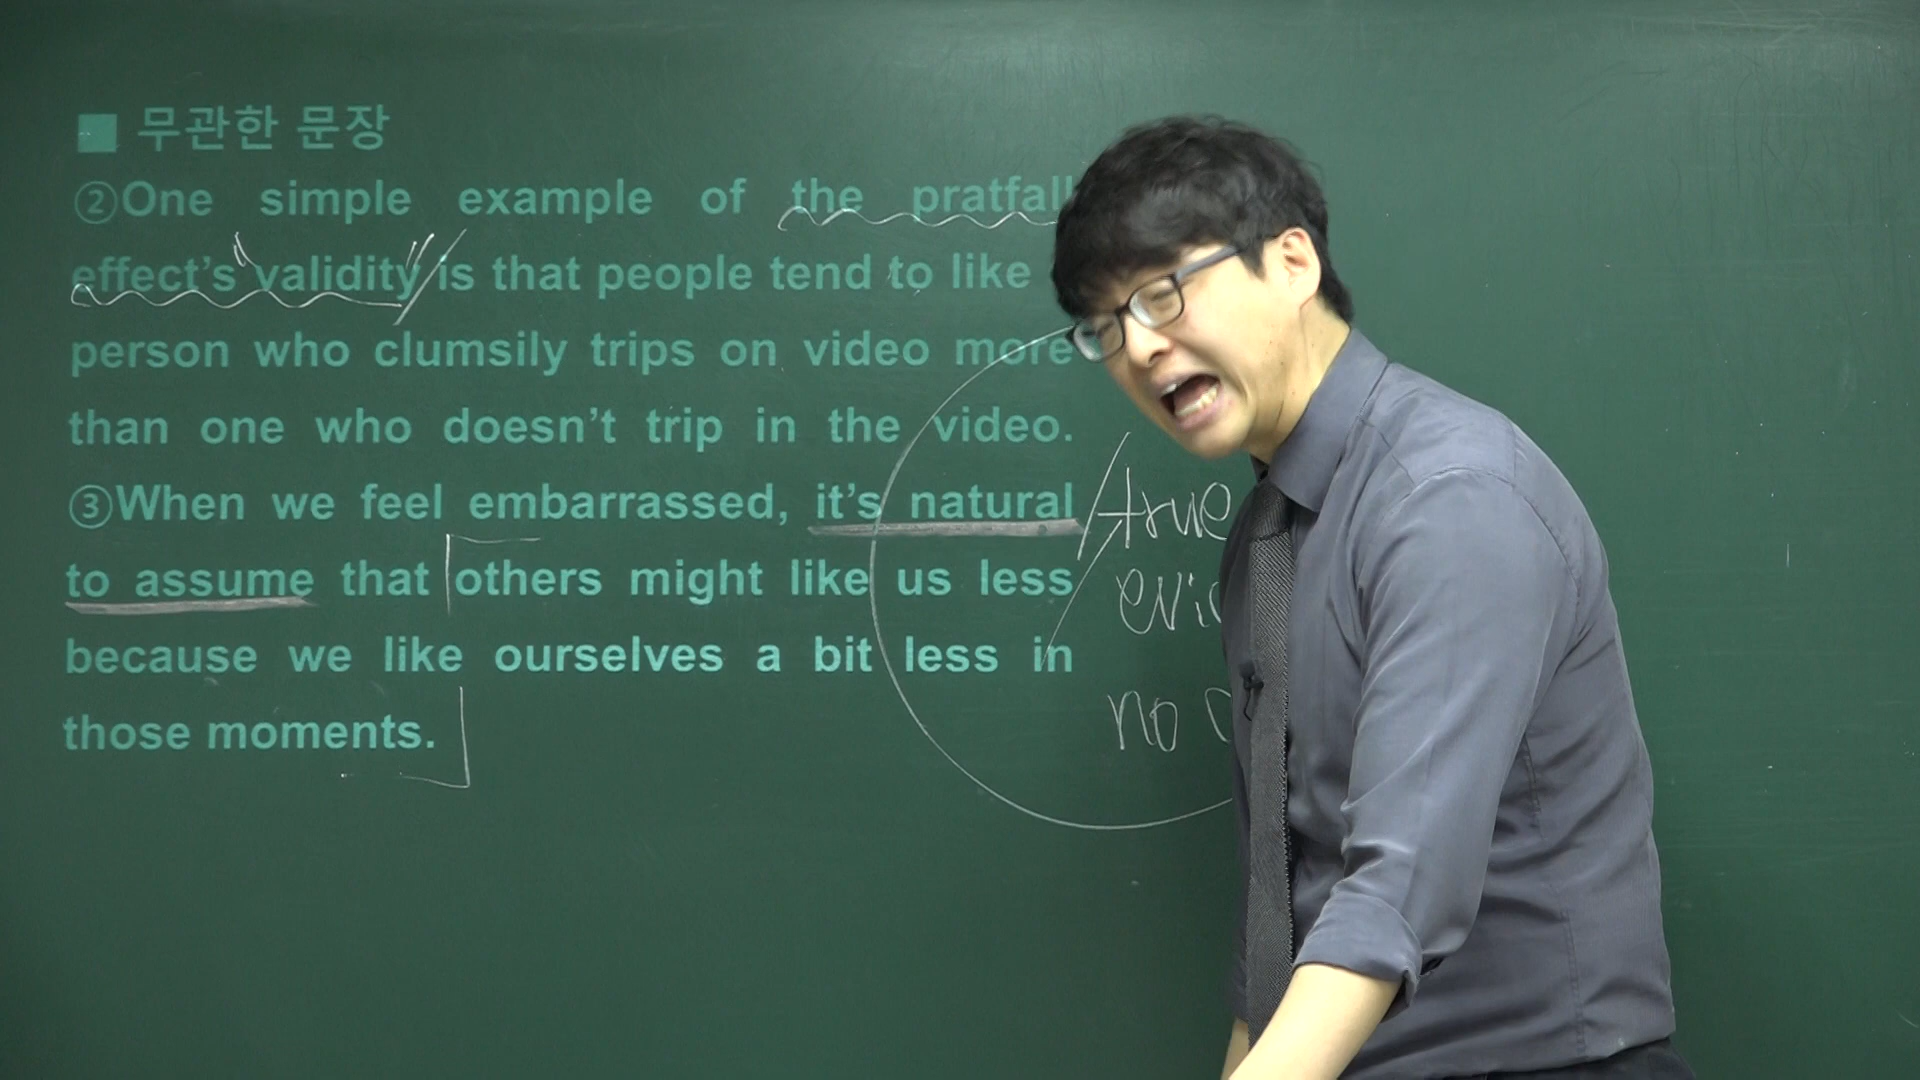 ■ 무관한 문장
②One simple example of the pratfall
effect’s validity is that people tend to like
person who clumsily trips on video more
than one who doesn’t trip in the video.
③When we feel embarrassed, it’s natural
to assume that others might like us less
because we like ourselves a bit less in
those moments.
true
no